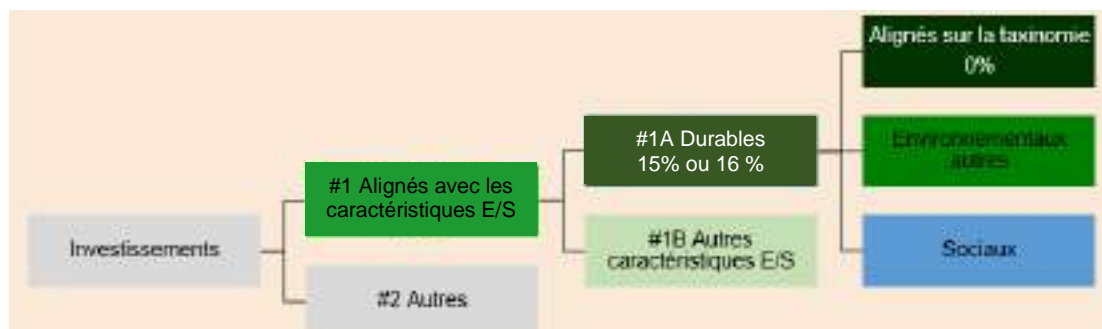 Alignés sur la taxinomie
0%
#1A Durables
15% ou 16 %
Environnementaux
autres
#1 Alignés avec les
caractéristiques E/S
Investissements
#1B Autres
caractéristiques E/S
Sociaux
#2 Autres